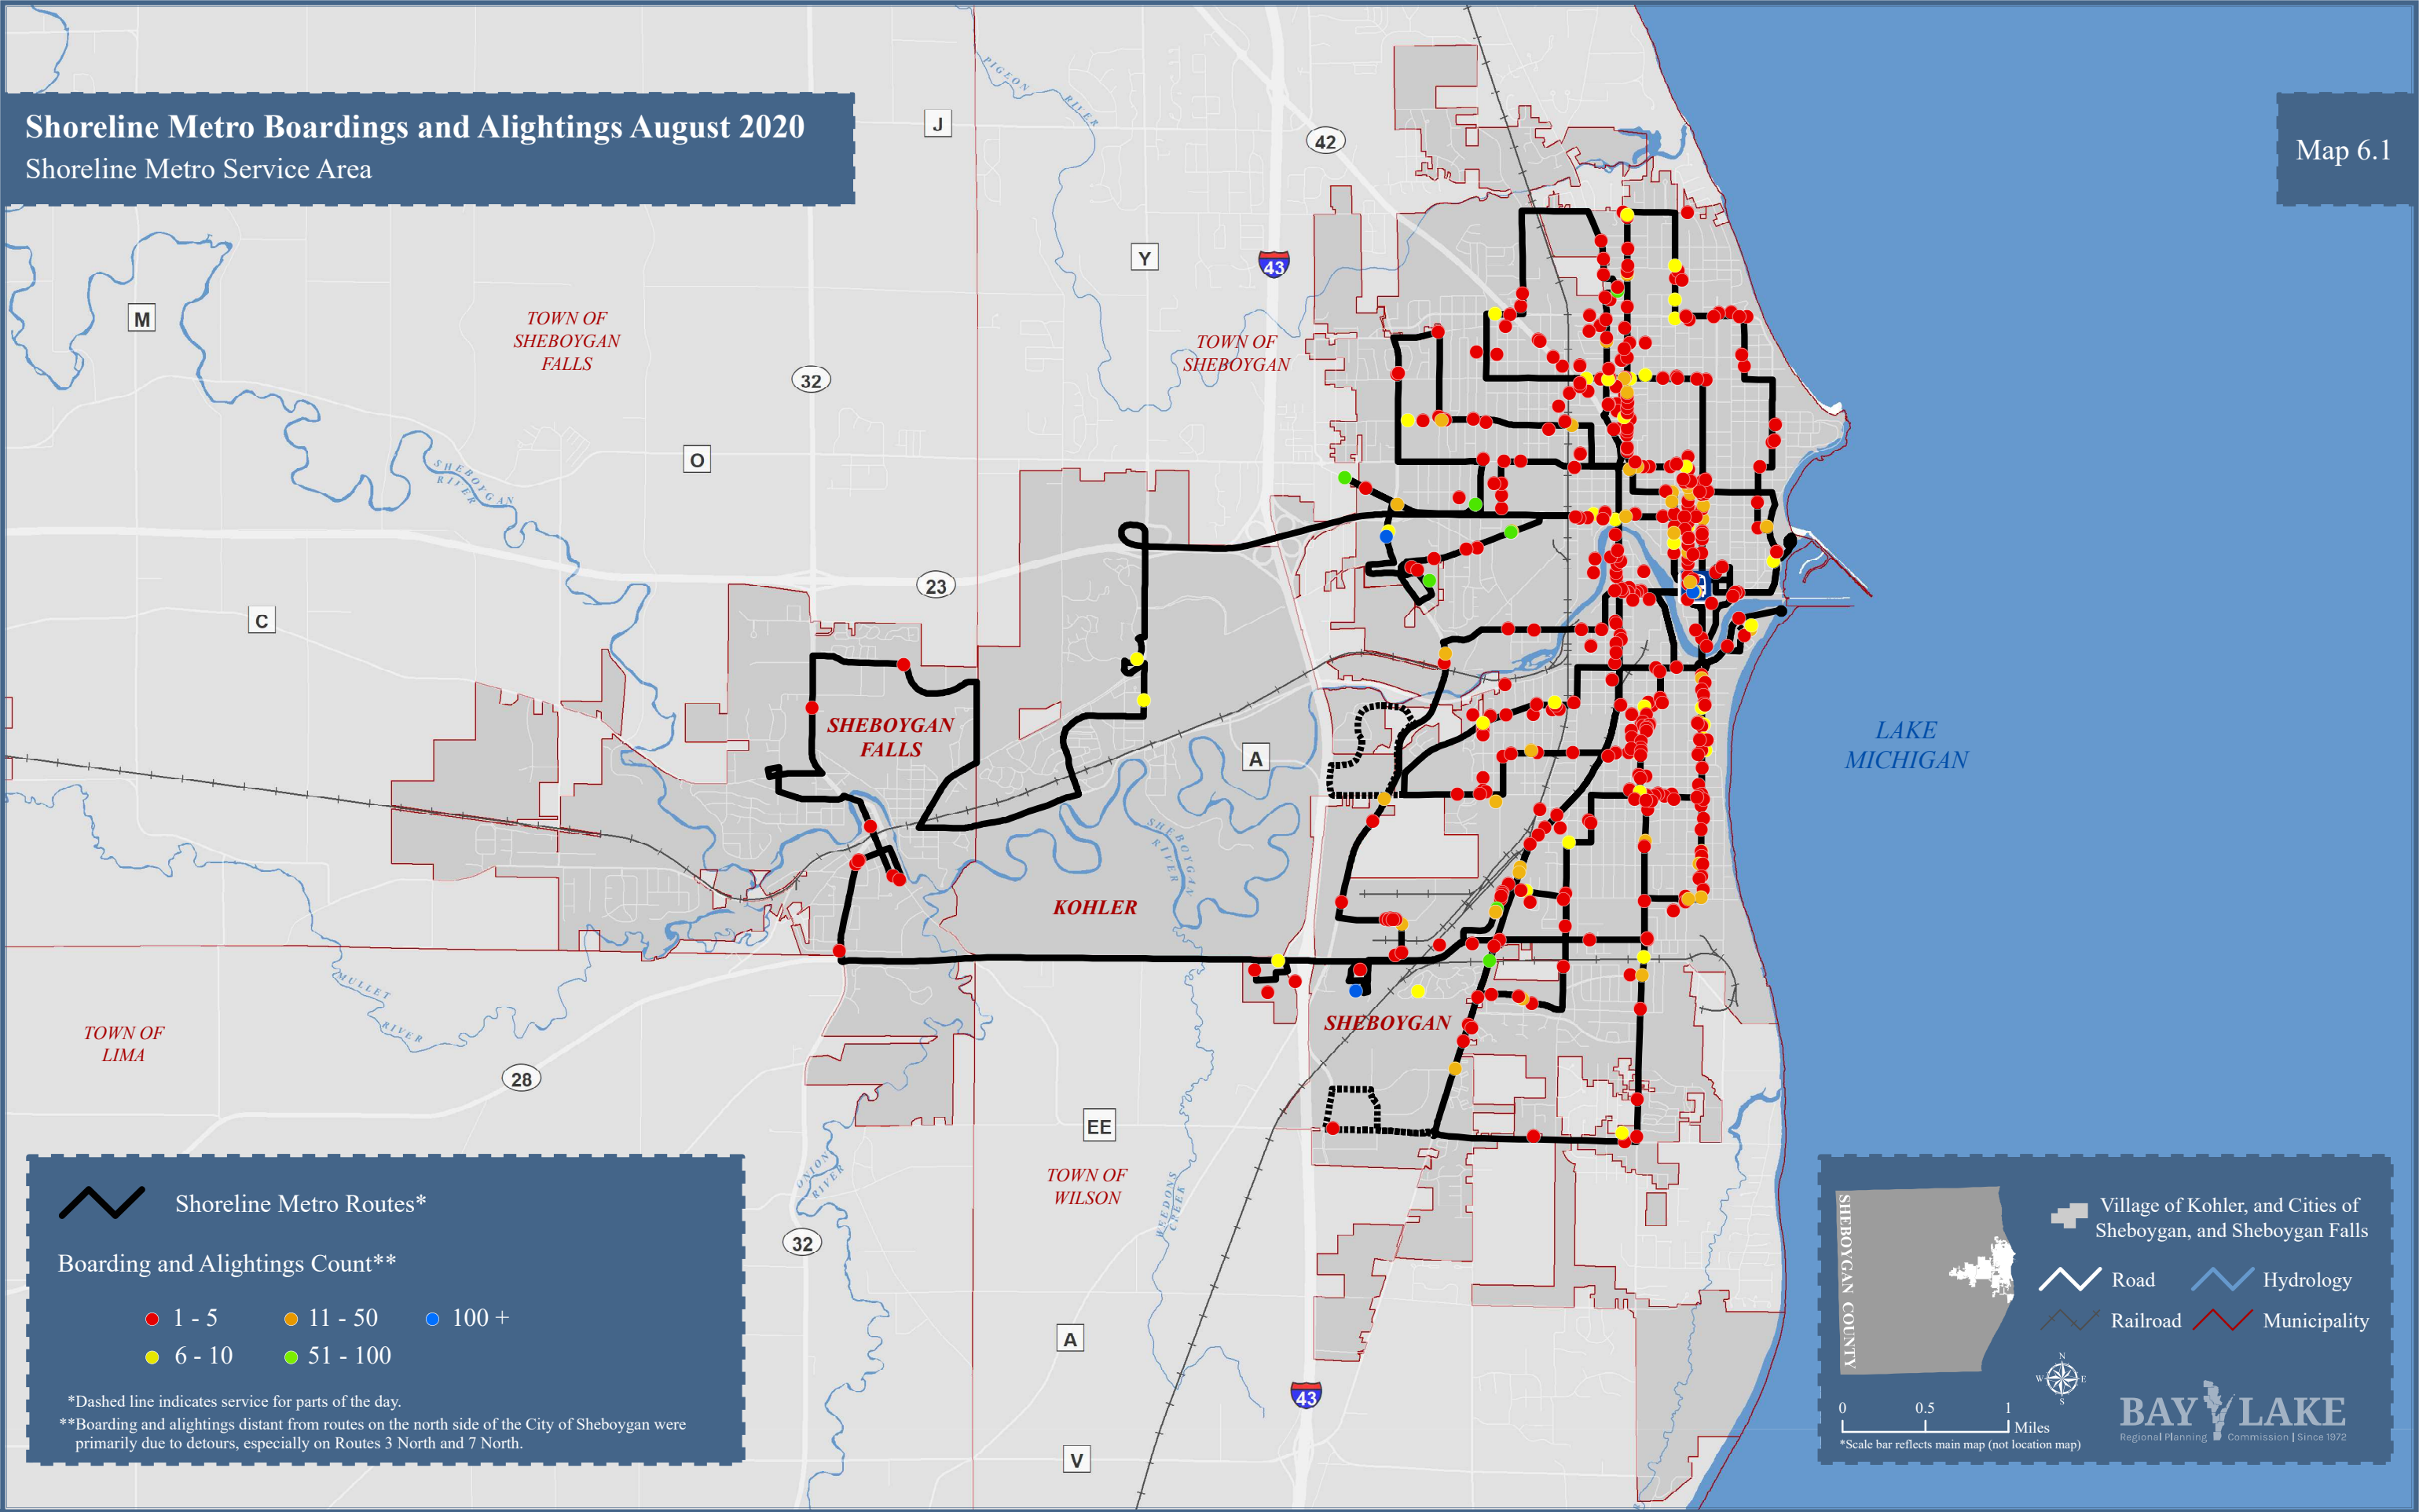 Shoreline Metro Boardings and Alightings August 2020
Shoreline Metro Service Area
Map 6.1
PIGEON
RIVER
J
42
Y
43
M
TOWN OF
SHEBOYGAN
FALLS
TOWN OF
SHEBOYGAN
32
O
SHEBOYGAN
RIVER
23
C
SHEBOYGAN
FALLS
A
LAKE
MICHIGAN
SHEBOYGAN
RIVER
KOHLER
MULLET
RIVER
SHEBOYGAN
TOWN OF
LIMA
28
EE
TOWN OF
WILSON
ONION
RIVER
WEEDONS
CREEK
32
A
43
V
Shoreline Metro Routes*
Boarding and Alightings Count**
1 - 5
11 - 50
100 +
6 - 10
51 - 100
*Dashed line indicates service for parts of the day.
**Boarding and alightings distant from routes on the north side of the City of Sheboygan were
primarily due to detours, especially on Routes 3 North and 7 North.
SHEBOYGAN COUNTY
Village of Kohler, and Cities of
Sheboygan, and Sheboygan Falls
Road
Hydrology
Railroad
Municipality
N
W E
S
0 0.5 1
Miles
*Scale bar reflects main map (not location map)
BAY LAKE
Regional Planning Commission | Since 1972